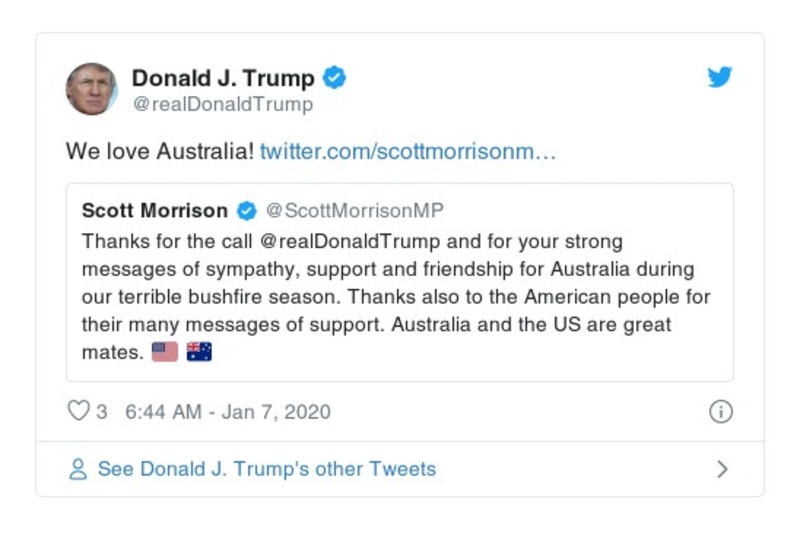 Donald J. Trump
@realDonaldTrump
We love Australia! twitter.com/scottmorrisonm…
Scott Morrison @ScottMorrisonMP
Thanks for the call @realDonaldTrump and for your strong
messages of sympathy, support and friendship for Australia during
our terrible bushfire season. Thanks also to the American people for
their many messages of support. Australia and the US are great
mates. 🇺🇸 🇦🇺
3 6:44 AM - Jan 7, 2020
See Donald J. Trump's other Tweets